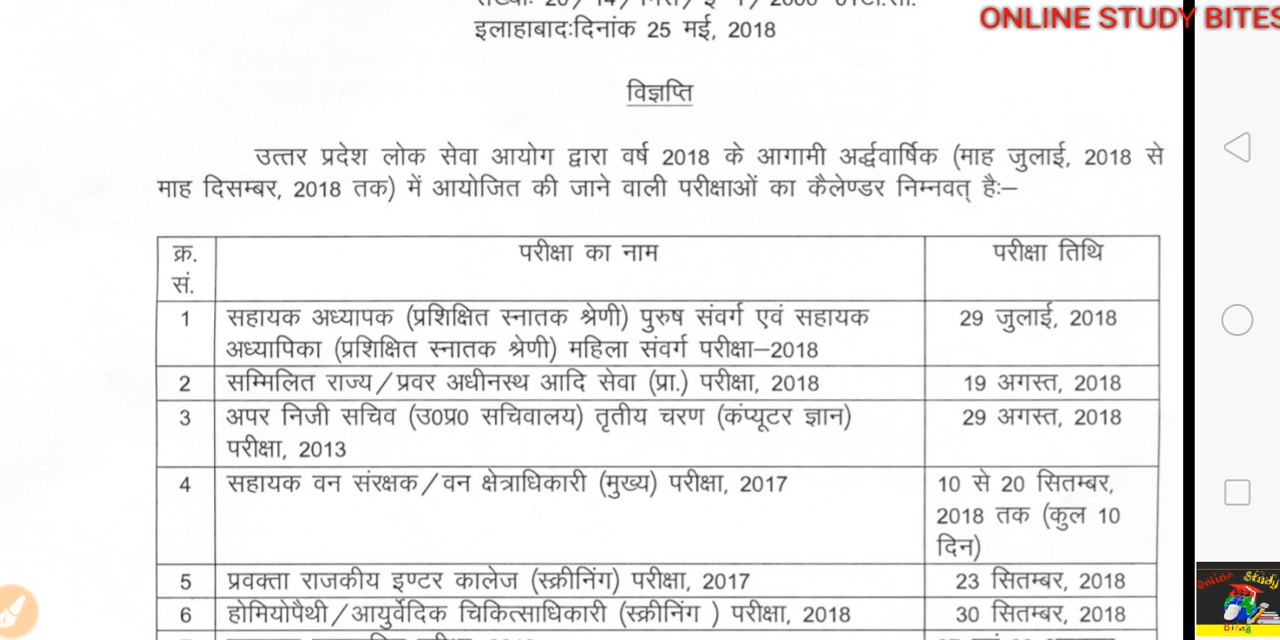 ONLINE STUDY BITES
इलाहाबाद:दिनांक 25 मई, 2018
विज्ञप्ति
उत्तर प्रदेश लोक सेवा आयोग द्वारा वर्ष 2018 के आगामी अर्द्धवार्षिक (माह जुलाई, 2018 से
माह दिसम्बर, 2018 तक) में आयोजित की जाने वाली परीक्षाओं का कैलेण्डर निम्नवत् है:–
क्र. परीक्षा का नाम परीक्षा तिथि
सं.
1 सहायक अध्यापक (प्रशिक्षित स्नातक श्रेणी) पुरुष संवर्ग एवं सहायक 29 जुलाई, 2018
अध्यापिका (प्रशिक्षित स्नातक श्रेणी) महिला संवर्ग परीक्षा–2018
2 सम्मिलित राज्य/प्रवर अधीनस्थ आदि सेवा (प्रा.) परीक्षा, 2018 19 अगस्त, 2018
3 अपर निजी सचिव (उ0प्र0 सचिवालय) तृतीय चरण (कंप्यूटर ज्ञान) 29 अगस्त, 2018
परीक्षा, 2013
4 सहायक वन संरक्षक/वन क्षेत्राधिकारी (मुख्य) परीक्षा, 2017 10 से 20 सितम्बर,
2018 तक (कुल 10
दिन)
5 प्रवक्ता राजकीय इण्टर कालेज (स्क्रीनिंग) परीक्षा, 2017 23 सितम्बर, 2018
6 होमियोपैथी/आयुर्वेदिक चिकित्साधिकारी (स्क्रीनिंग ) परीक्षा, 2018 30 सितम्बर, 2018
Online Study
Bites